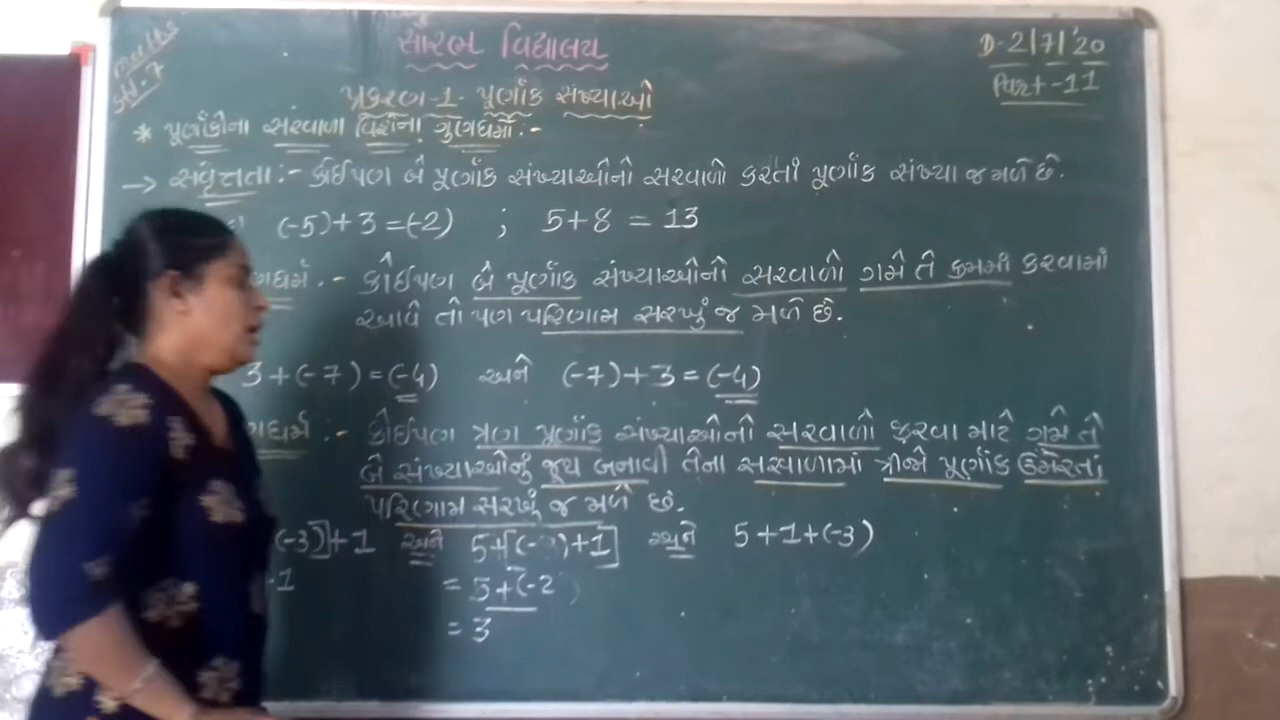 Maths
Std.7
સૌરભ વિદ્યાલય
D-2/7/20
પ્રકરણ-1- પૂર્ણાંક સંખ્યાઓ
-11
* પૂર્ણાંકોના સરવાળા વિશેના ગુણધર્મો:-
→ સંવૃત્તતા:- કોઈપણ બે પૂર્ણાંક સંખ્યાઓનો સરવાળો કરતાં પૂર્ણાંક સંખ્યા જ મળે છે.
(-5)+3=(-2) ; 5+8 = 13
ણધર્મ :- કોઈપણ બે પૂર્ણાંક સંખ્યાઓનો સરવાળો ગમે તે ક્રમમાં કરવામાં
આવે તો પણ પરિણામ સરખું જ મળે છે.
3+(-7)=(-4) અને (-7)+3=(-4)
ણધર્મ :- કોઈપણ ત્રણ પૂર્ણાંક સંખ્યાઓનો સરવાળો કરવા માટે ગમે તે
બે સંખ્યાઓનું જૂથ બનાવી તેના સરવાળામાં ત્રીજો પૂર્ણાંક ઉમેરતાં
પરિણામ સરખું જ મળે છે.
(-3)]+1 અને 5+[(- )+1] અને 5+1+(-3)
-1 = 5+(-2)
= 3